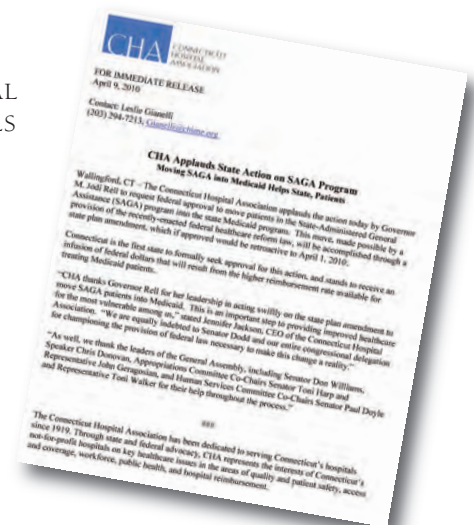 AL
LS
CHA CONNECTICUT
HOSPITAL
ASSOCIATION
FOR IMMEDIATE RELEASE
April 9, 2010
Contact: Leslie Gianelli
(203) 294-7213,
CHA Applauds State Action on SAGA Program
Moving SAGA into Medicaid Helps State, Patients
Wallingford, CT – The Connecticut Hospital Association applauds the action today by Governor
M. Jodi Rell to request federal approval to move patients in the State-Administered General
Assistance (SAGA) program into the state Medicaid program. This move, made possible by a
provision of the recently-enacted federal healthcare reform law, will be accomplished through a
state plan amendment, which if approved would be retroactive to April 1, 2010.
Connecticut is the first state to formally seek approval for this action, and stands to receive an
infusion of federal dollars that will result from the higher reimbursement rate available for
treating Medicaid patients.
"CHA thanks Governor Rell for her leadership in acting swiftly on the state plan amendment to
move SAGA patients into Medicaid. This is an important step to providing improved healthcare
for the most vulnerable among us," stated Jennifer Jackson, CEO of the Connecticut Hospital
Association. "We are equally indebted to Senator Dodd and our entire congressional delegation
for championing the provision of federal law necessary to make this change a reality."
"As well, we thank the leaders of the General Assembly, including Senator Don Williams,
Speaker Chris Donovan, Appropriations Committee Co-Chairs Senator Toni Harp and
Representative John Geragosian, and Human Services Committee Co-Chairs Senator Paul Doyle
and Representative Toni Walker for their help throughout the process."
###
The Connecticut Hospital Association has been dedicated to serving Connecticut's hospitals
since 1919. Through state and federal advocacy, CHA represents the interests of Connecticut's
not-for-profit hospitals on key healthcare issues in the areas of quality and patient safety, access
and coverage, workforce, public health, and hospital reimbursement.